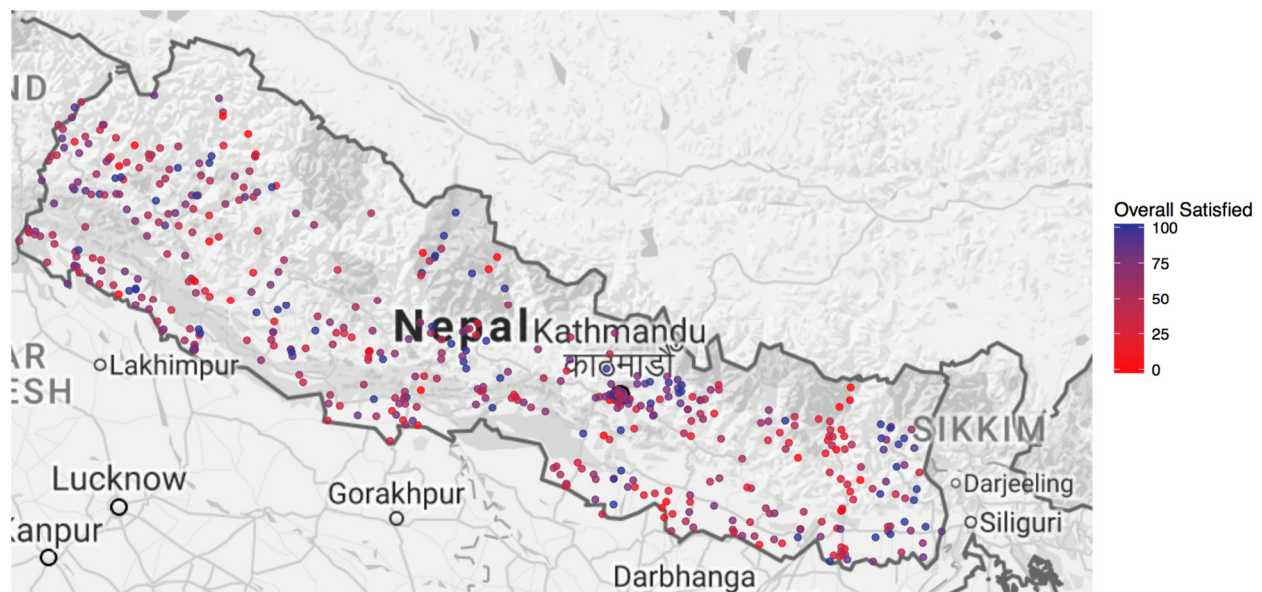 ND
Overall Satisfied
100
75
50
25
0
Nepal
Kathmandu
काठमाडौं
AR
ESH
Lakhimpur
SIKKIM
Lucknow
Gorakhpur
Darjeeling
Siliguri
Kanpur
Darbhanga